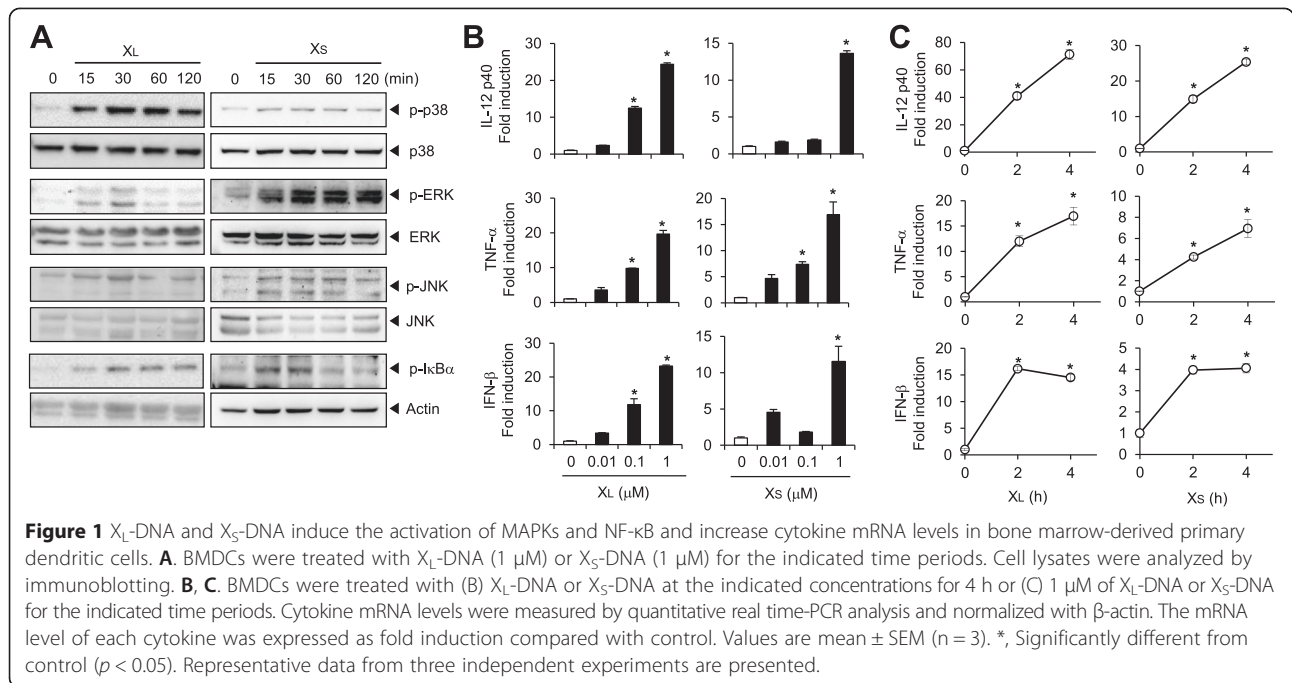 A
XL
XS
0 15 30 60 120
0 15 30 60 120 (min)
p-p38
p38
p-ERK
ERK
p-JNK
JNK
p-IκBα
Actin
B
IL-12 p40
Fold induction
30
20
10
0
15
10
5
0
*
*
*
TNF-α
Fold induction
30
20
10
0
25
20
15
10
5
0
*
*
*
*
IFN-β
Fold induction
30
20
10
0
15
10
5
0
*
*
*
0 0.01 0.1 1
0 0.01 0.1 1
XL (μM)
XS (μM)
C
IL-12 p40
Fold induction
80
60
40
20
0
30
20
10
0
*
*
*
*
0 2 4
0 2 4
TNF-α
Fold induction
20
15
10
5
0
10
8
6
4
2
0
*
*
*
*
0 2 4
0 2 4
IFN-β
Fold induction
20
15
10
5
0
5
4
3
2
1
0
*
*
*
*
0 2 4
0 2 4
XL (h)
XS (h)
Figure 1 XL-DNA and XS-DNA induce the activation of MAPKs and NF-κB and increase cytokine mRNA levels in bone marrow-derived primary
dendritic cells. A. BMDCs were treated with XL-DNA (1 μM) or XS-DNA (1 μM) for the indicated time periods. Cell lysates were analyzed by
immunoblotting. B, C. BMDCs were treated with (B) XL-DNA or XS-DNA at the indicated concentrations for 4 h or (C) 1 μM of XL-DNA or XS-DNA
for the indicated time periods. Cytokine mRNA levels were measured by quantitative real time-PCR analysis and normalized with β-actin. The mRNA
level of each cytokine was expressed as fold induction compared with control. Values are mean ± SEM (n = 3). *, Significantly different from
control (p < 0.05). Representative data from three independent experiments are presented.